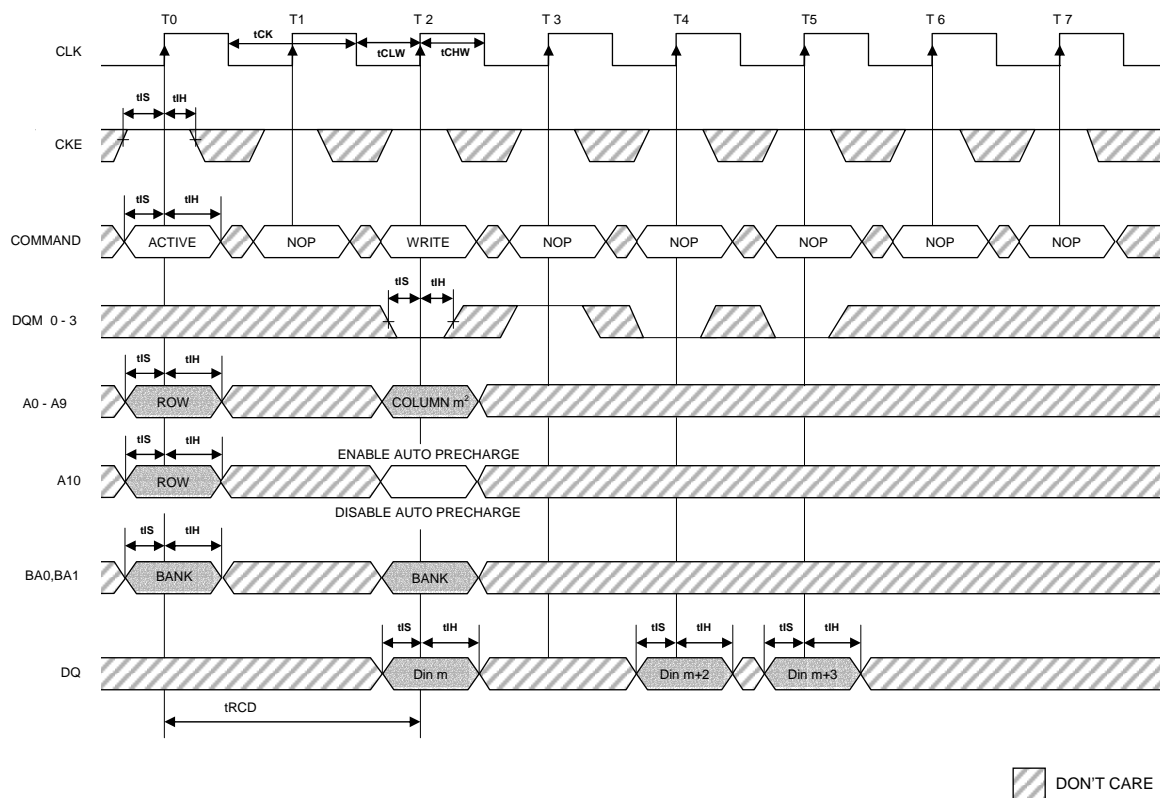 T0 T1 T 2 T 3 T4 T5 T 6 T 7
CLK tCK tCLW tCHW
tIS tIH
CKE
tIS tIH
COMMAND ACTIVE NOP WRITE NOP NOP NOP NOP NOP
tIS tIH
DQM 0 - 3
tIS tIH
A0 - A9 ROW COLUMN m²
tIS tIH ENABLE AUTO PRECHARGE
A10 ROW
DISABLE AUTO PRECHARGE
tIS tIH
BA0,BA1 BANK BANK
tIS tIH tIS tIH tIS tIH
DQ Din m Din m+2 Din m+3
tRCD
DON'T CARE